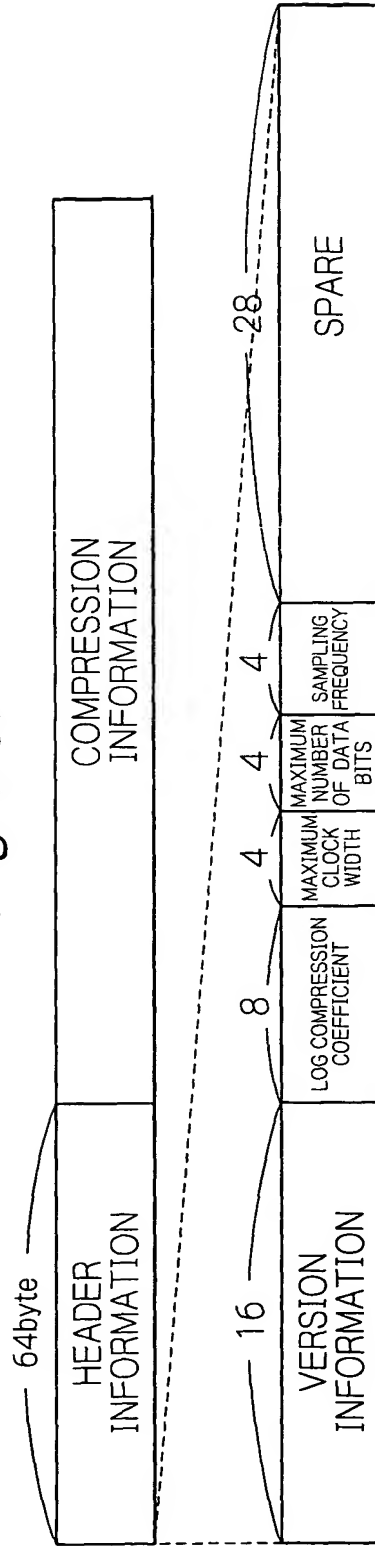 64byte
HEADER
INFORMATION
COMPRESSION
INFORMATION
16
8
4
4
4
28
VERSION
INFORMATION
LOG COMPRESSION
COEFFICIENT
MAXIMUM
CLOCK
WIDTH
MAXIMUM
NUMBER
OF DATA
BITS
SAMPLING
FREQUENCY
SPARE